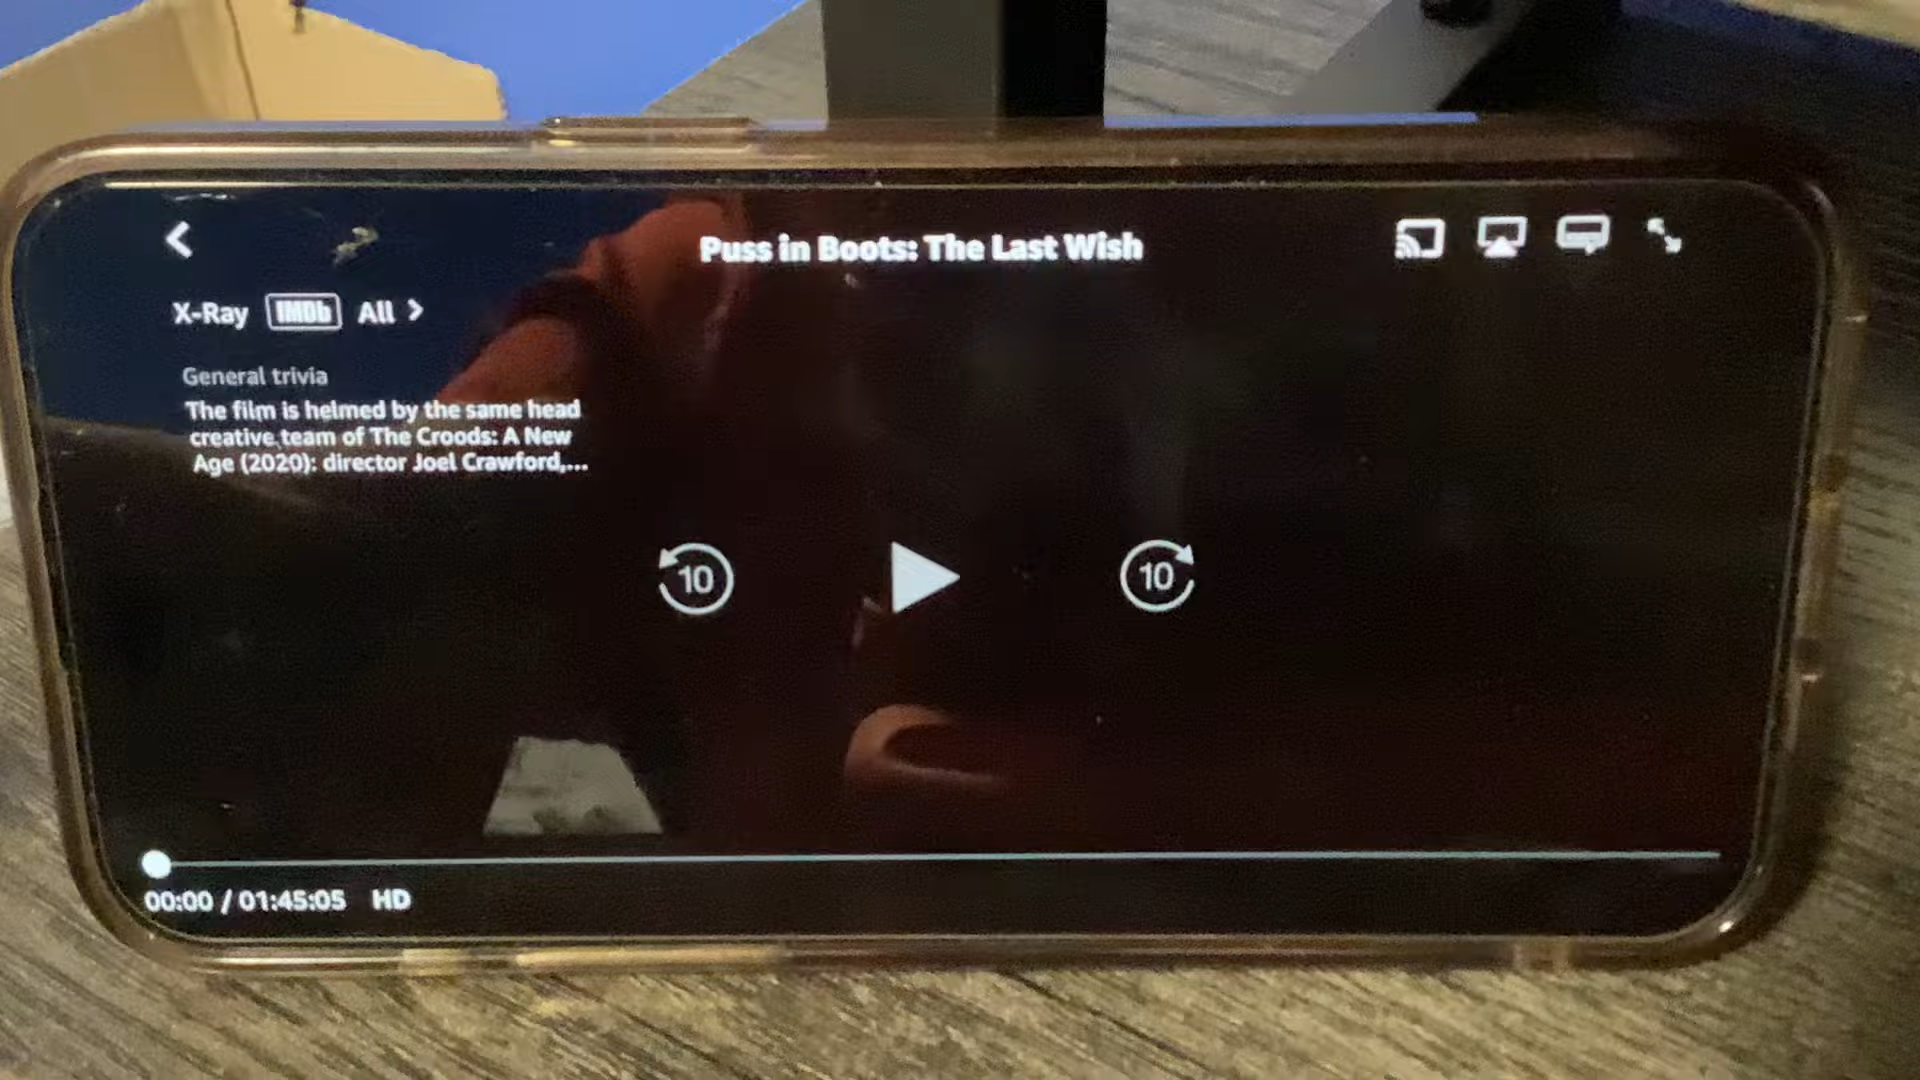 Puss in Boots: The Last Wish
X-Ray IMDb All
General trivia
The film is helmed by the same head
creative team of The Croods: A New
Age (2020): director Joel Crawford,...
10
10
00:00 / 01:45:05 HD